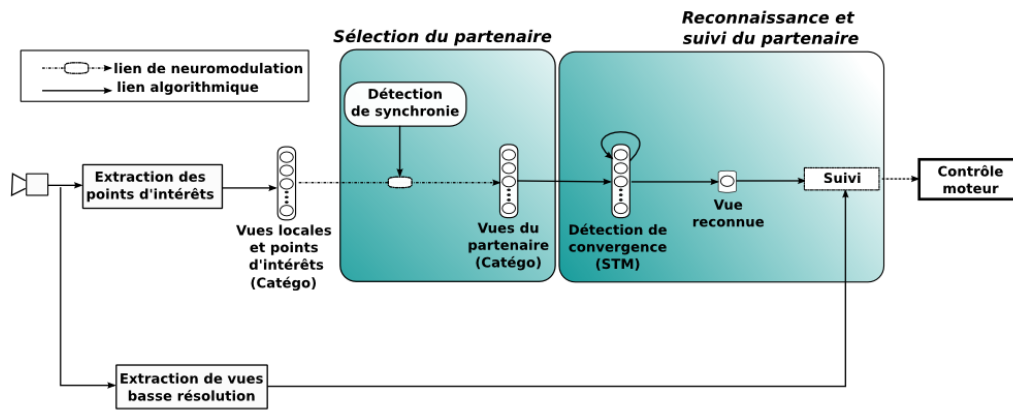 Sélection du partenaire
Reconnaissance et
suivi du partenaire
lien de neuromodulation
lien algorithmique
Détection
de synchronie
Extraction des
points d'intérêts
Vues locales
et points
d'intérêts
(Catégo)
Vues du
partenaire
(Catégo)
Détection de
convergence
(STM)
Vue
reconnue
Suivi
Contrôle
moteur
Extraction de vues
basse résolution